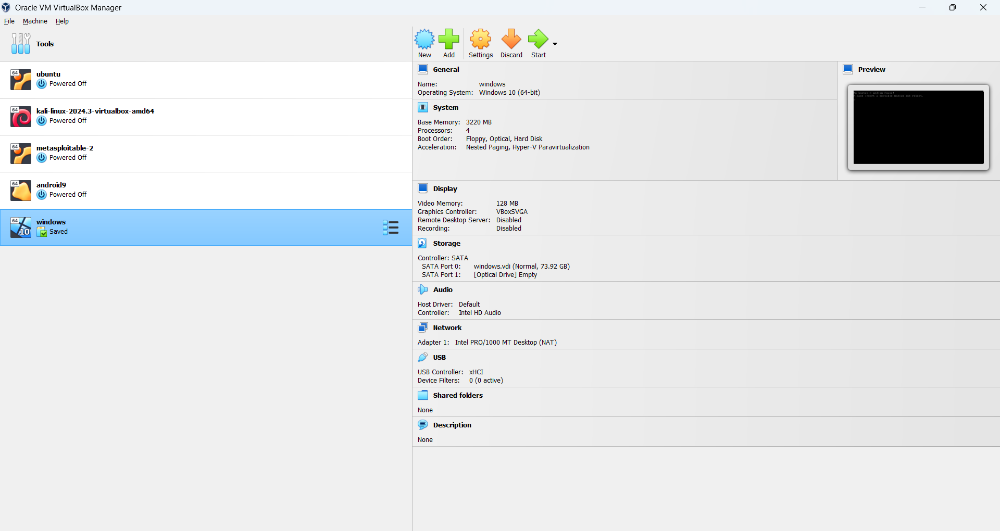 Oracle VM VirtualBox Manager
File Machine Help
Tools
64
ubuntu
Powered Off
64
kali-linux-2024.3-virtualbox-amd64
Powered Off
64
metasploitable-2
Powered Off
64
android9
Powered Off
64
10
windows
Saved
New Add Settings Discard Start
General
Name: windows
Operating System: Windows 10 (64-bit)
Preview
No bootable medium found!
Please insert a bootable medium and reboot.
System
Base Memory: 3220 MB
Processors: 4
Boot Order: Floppy, Optical, Hard Disk
Acceleration: Nested Paging, Hyper-V Paravirtualization
Display
Video Memory: 128 MB
Graphics Controller: VBoxSVGA
Remote Desktop Server: Disabled
Recording: Disabled
Storage
Controller: SATA
SATA Port 0: windows.vdi (Normal, 73.92 GB)
SATA Port 1: [Optical Drive] Empty
Audio
Host Driver: Default
Controller: Intel HD Audio
Network
Adapter 1: Intel PRO/1000 MT Desktop (NAT)
USB
USB Controller: xHCI
Device Filters: 0 (0 active)
Shared folders
None
Description
None